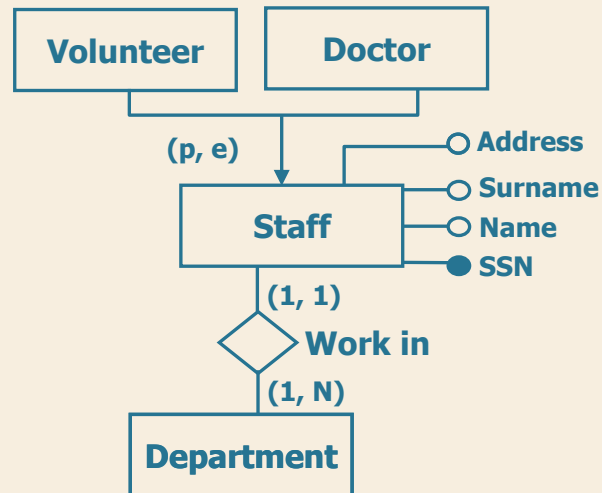 Volunteer
Doctor
(p, e)
Address
Surname
Staff
Name
SSN
(1, 1)
Work in
(1, N)
Department